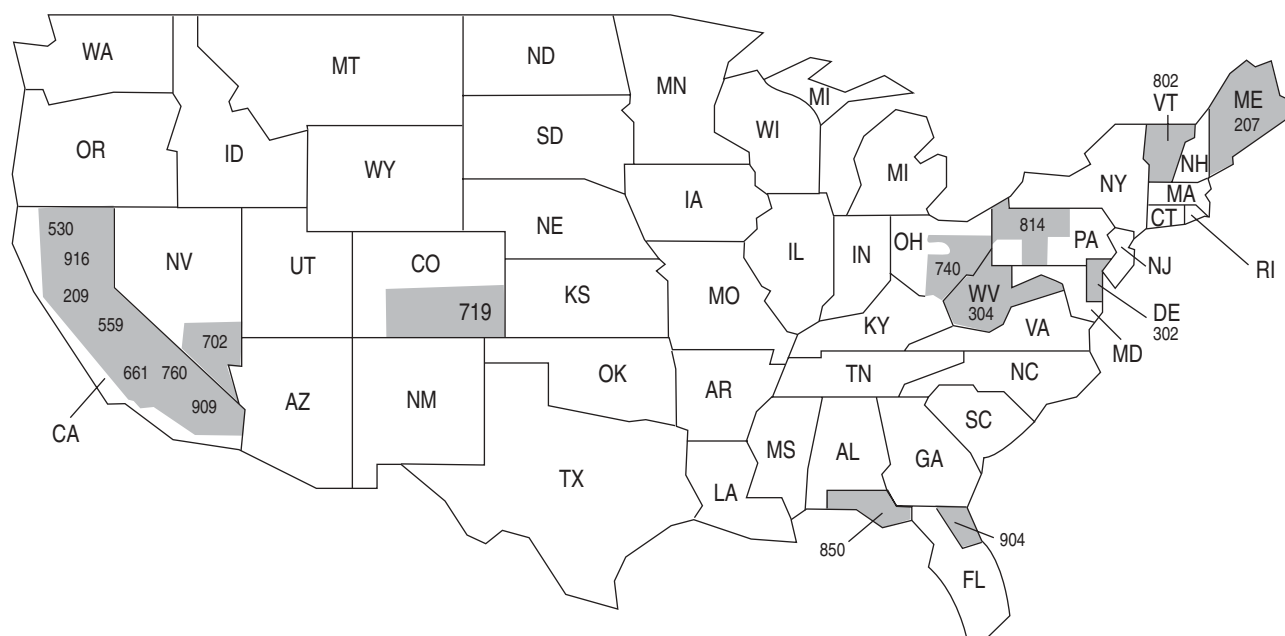 802
WA
MT
ND
MN
MI
VT
ME
207
OR
ID
SD
WI
NH
WY
MI
NY
MA
IA
CT
530
NE
814
PA
RI
916
NV
UT
CO
IL
IN
OH
740
NJ
209
719
KS
MO
WV
304
DE
302
559
702
KY
VA
MD
661
760
OK
TN
NC
909
AZ
NM
AR
CA
SC
MS
AL
GA
TX
LA
850
904
FL